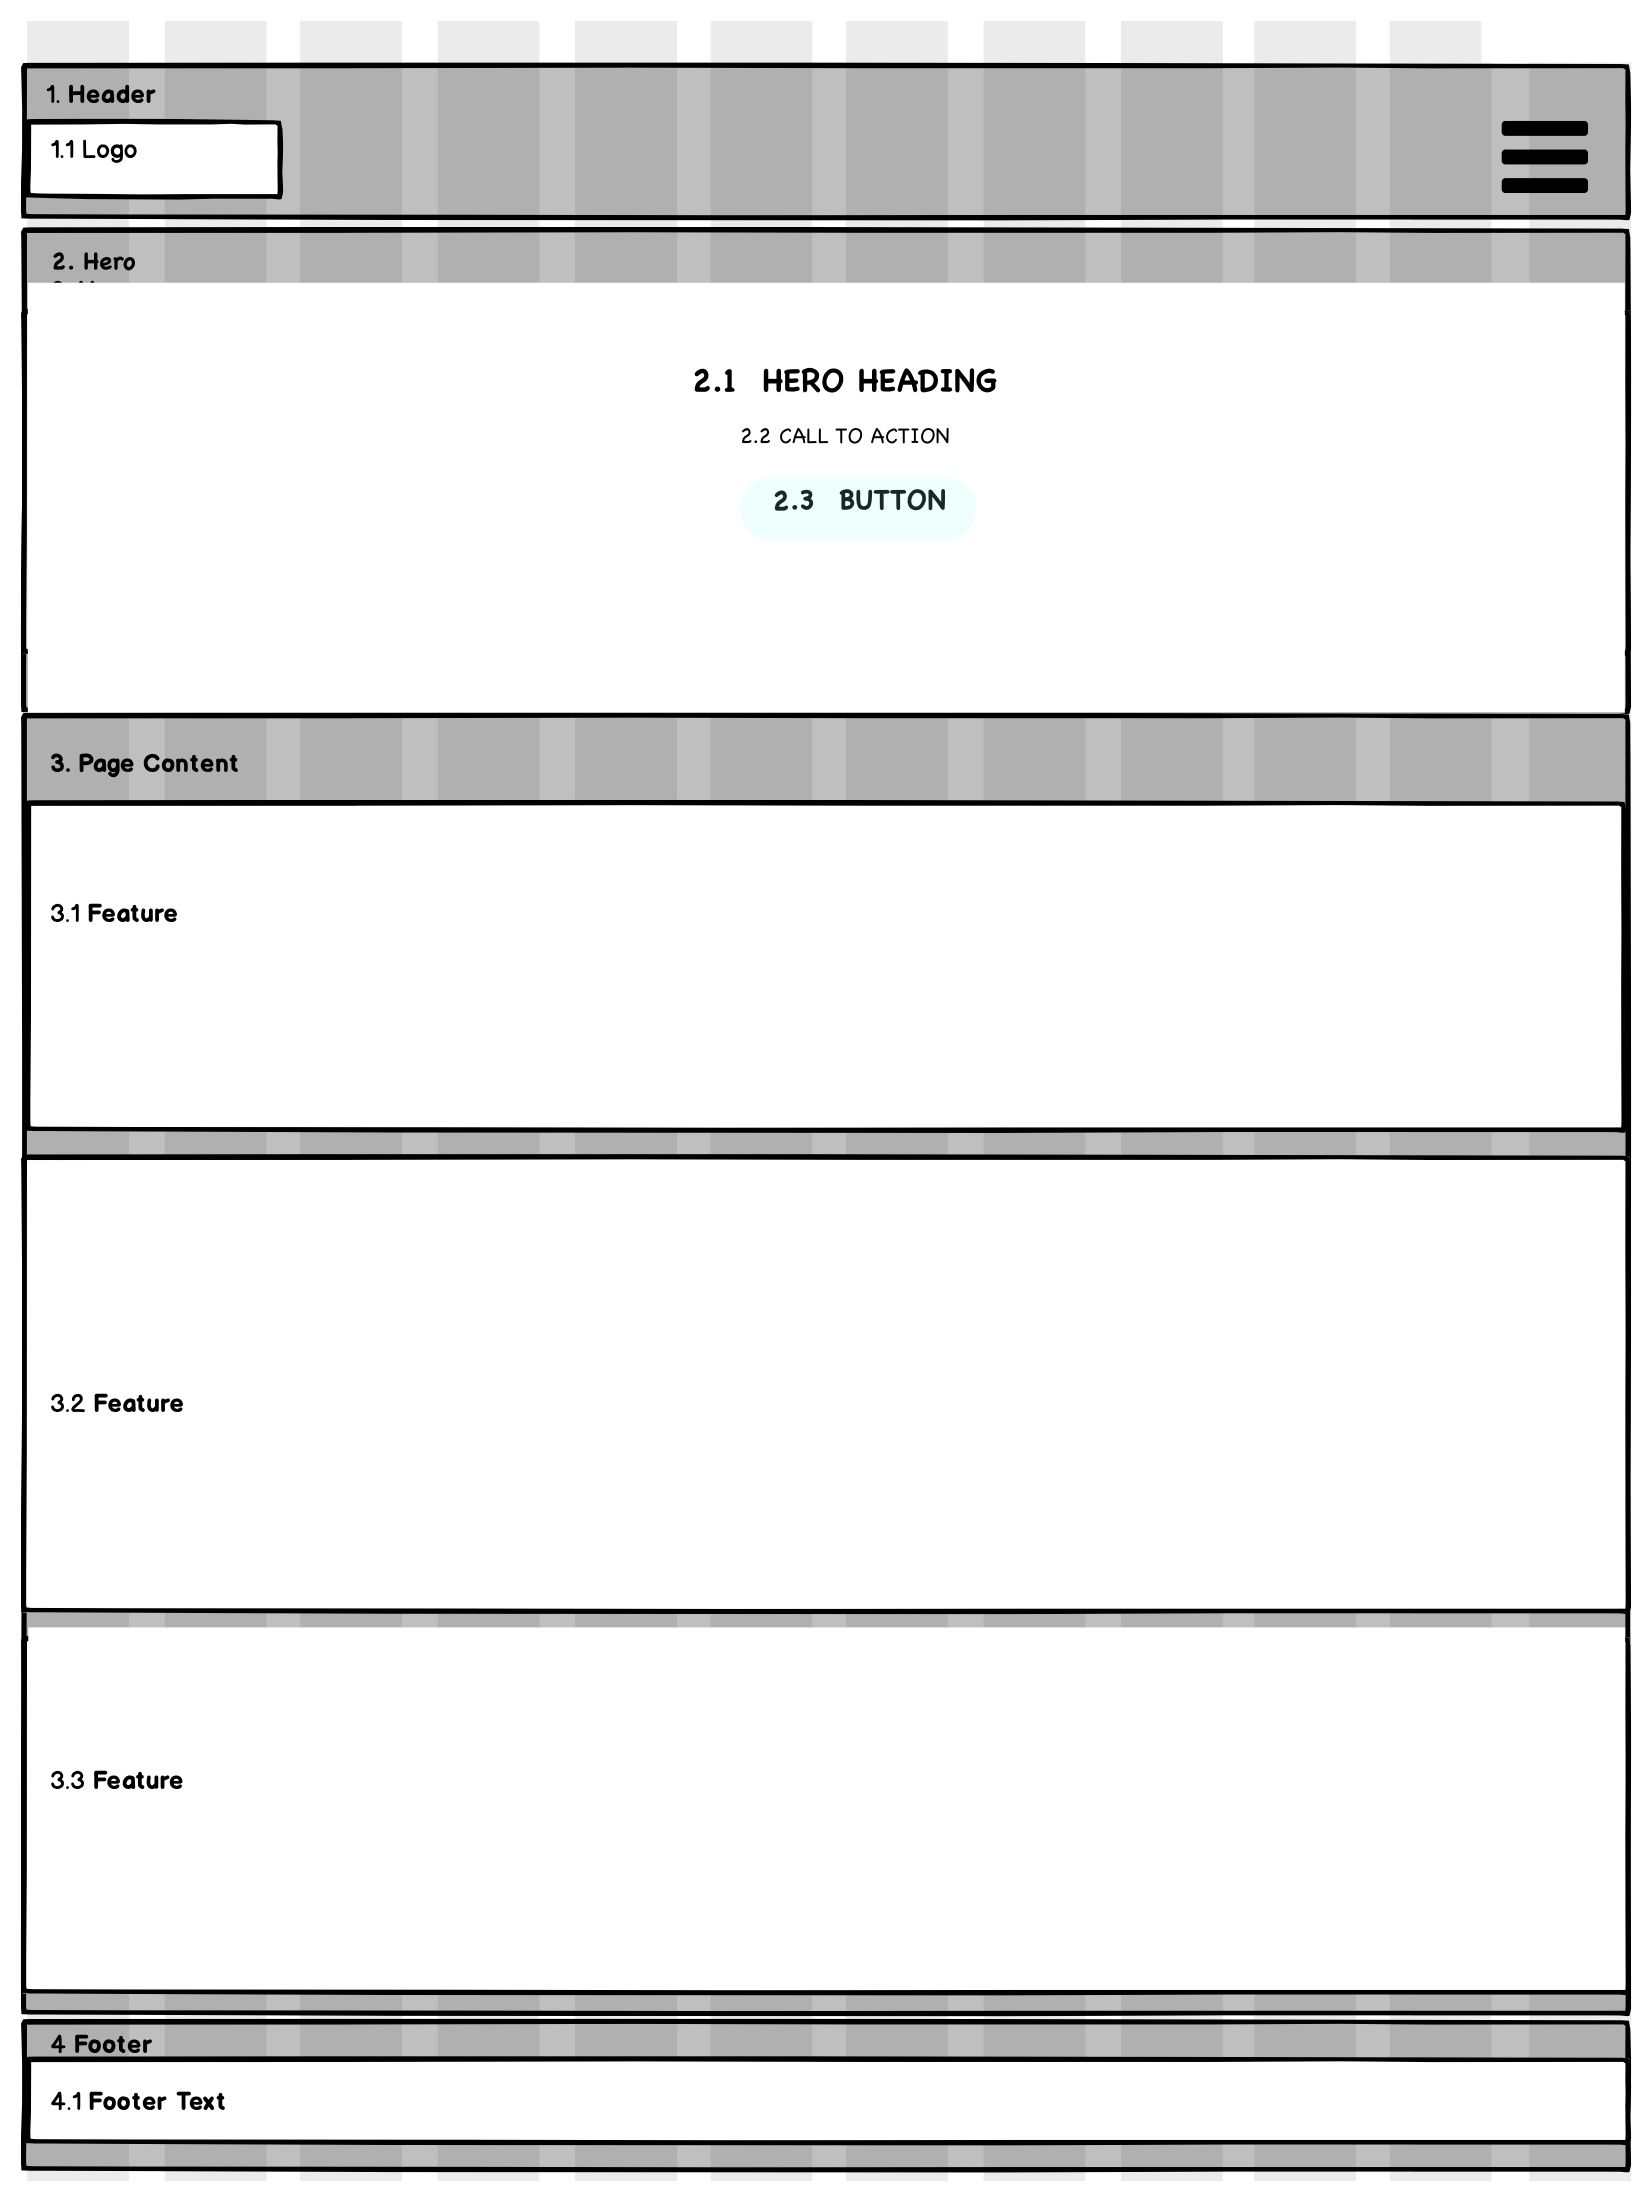 1. Header
1.1 Logo
2. Hero
2.1 HERO HEADING
2.2 CALL TO ACTION
2.3 BUTTON
3. Page Content
3.1 Feature
3.2 Feature
3.3 Feature
4 Footer
4.1 Footer Text